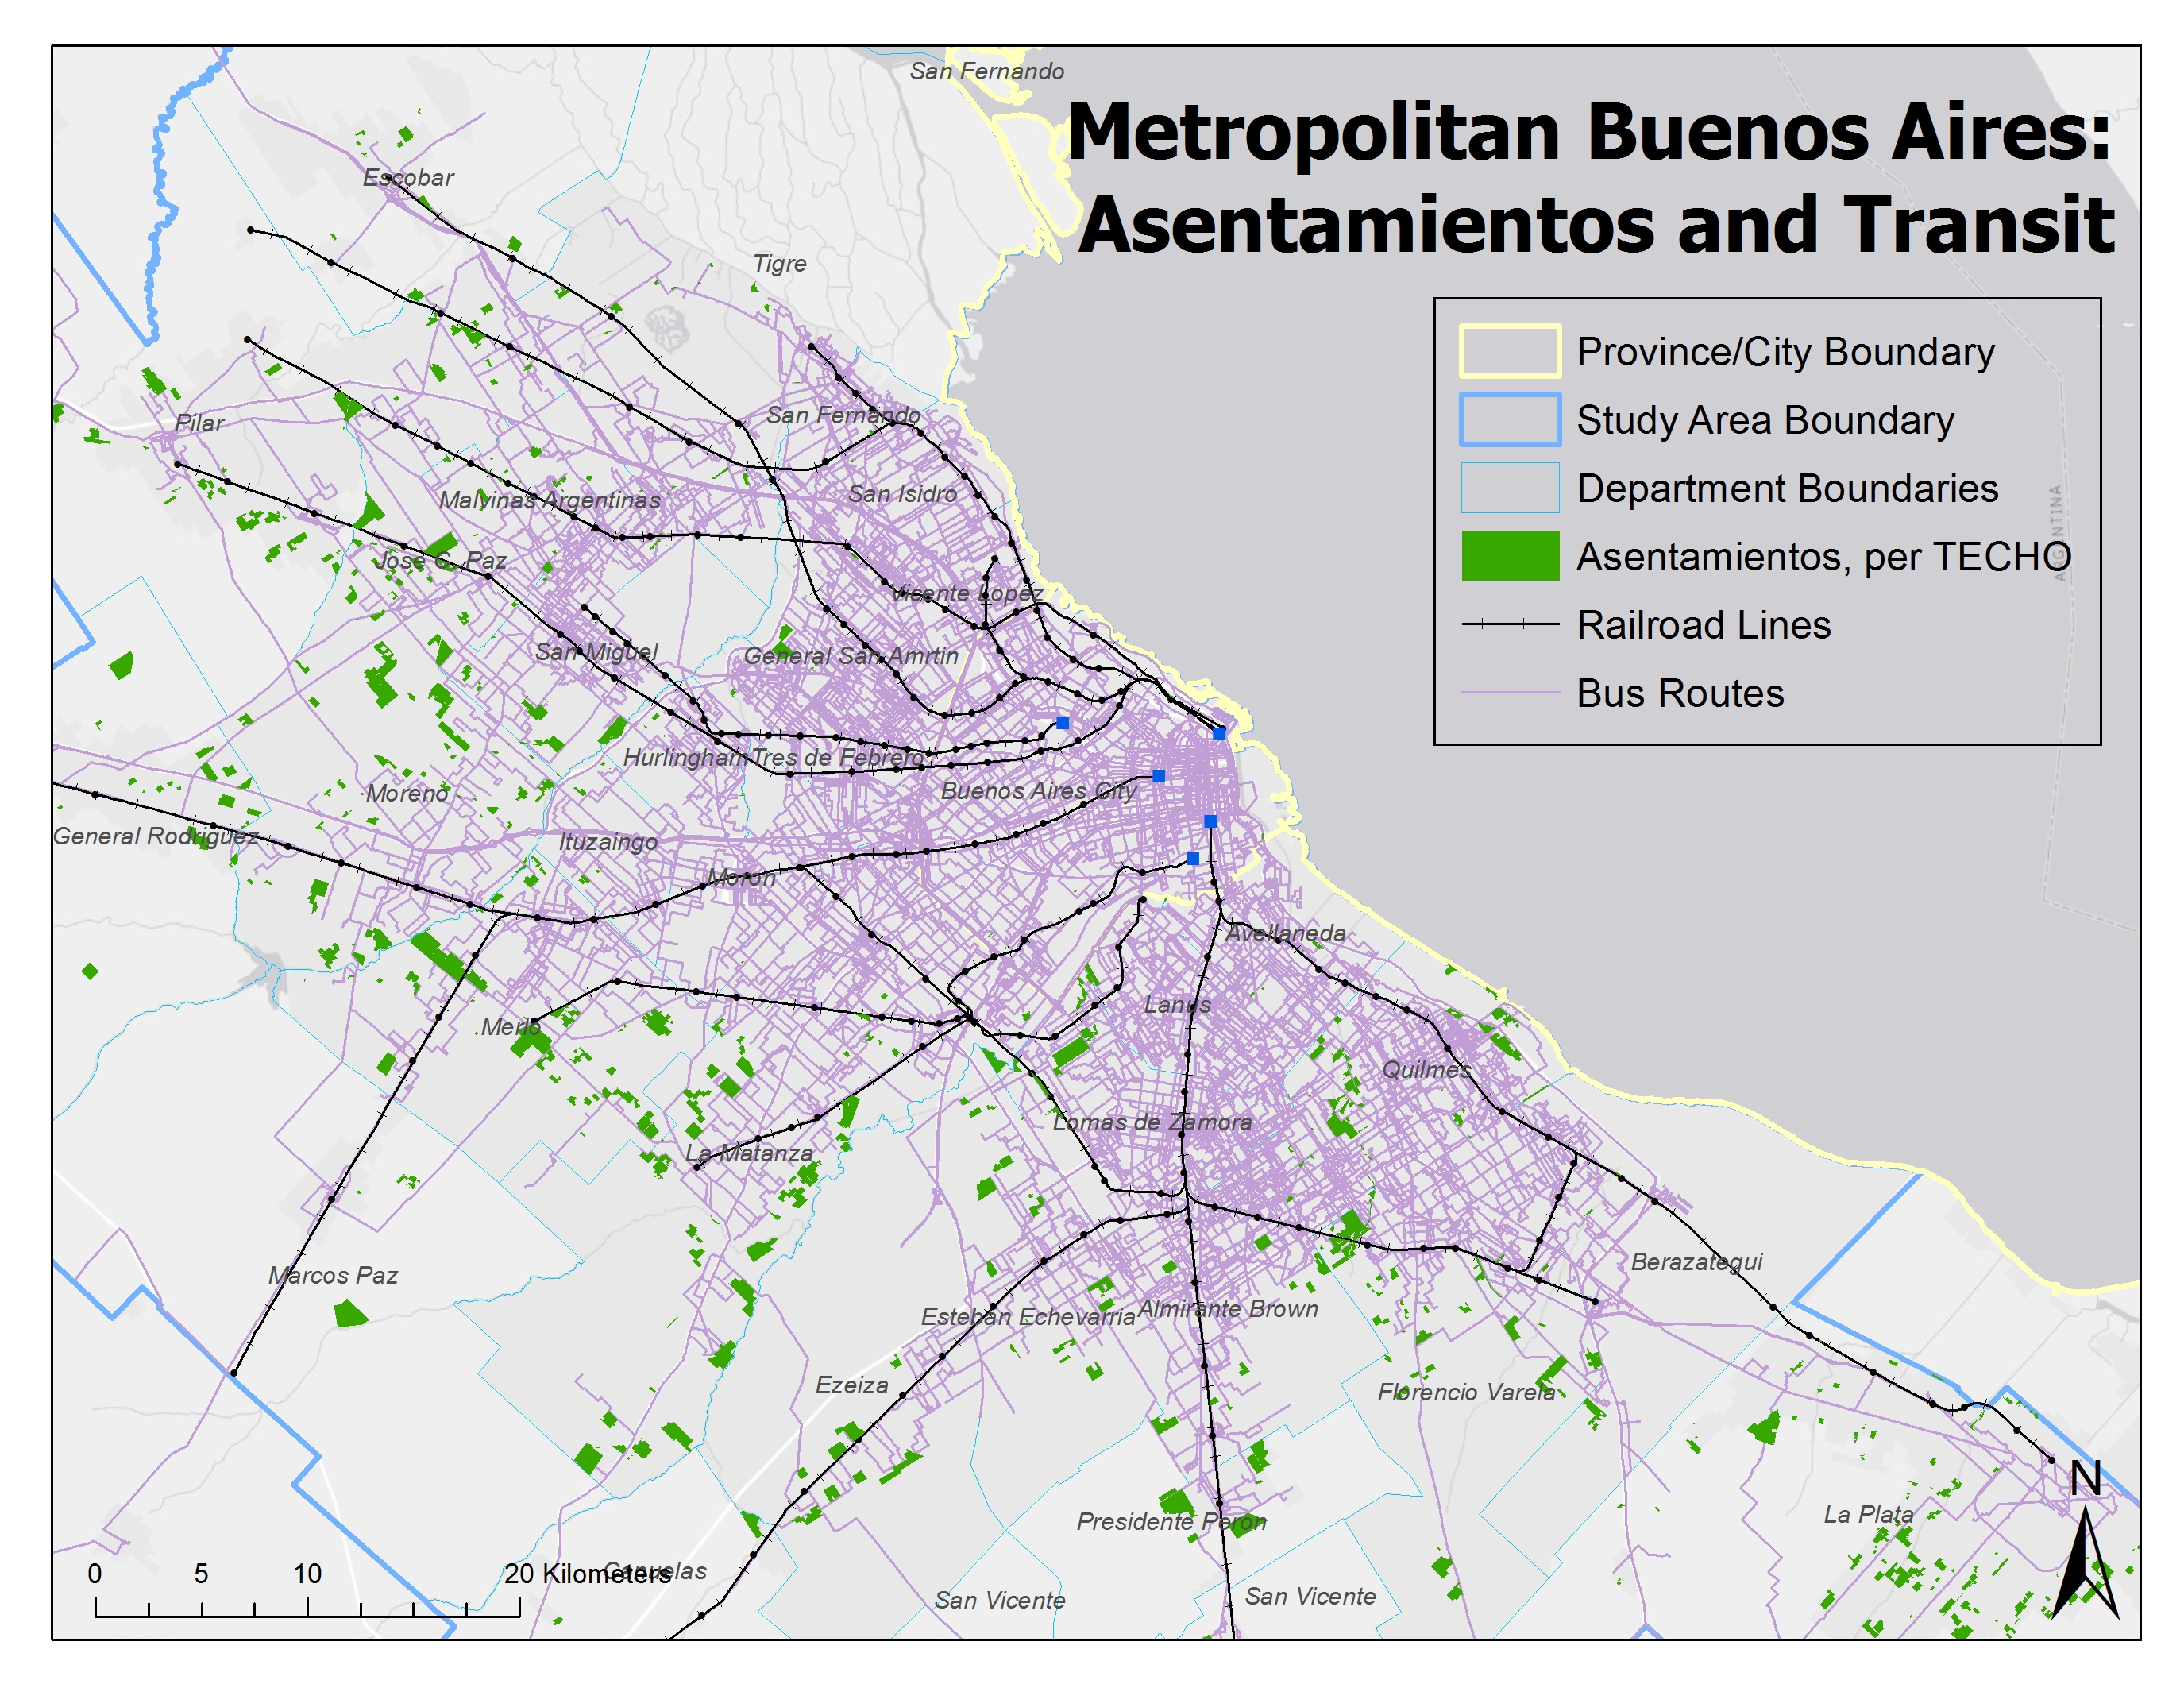 San Fernando
Metropolitan Buenos Aires:
Asentamientos and Transit
Escobar
Tigre
Province/City Boundary
Study Area Boundary
Department Boundaries
Asentamientos, per TECHO
Railroad Lines
Bus Routes
ARGENTINA
Pilar
San Fernando
Malvinas Argentinas
San Isidro
Jose C. Paz
Vicente Lopez
San Miguel
General San Amrtin
Hurlingham
Tres de Febrero
Moreno
Buenos Aires City
General Rodriguez
Ituzaingo
Moron
Avellaneda
Merlo
Lanus
Quilmes
Lomas de Zamora
La Matanza
Marcos Paz
Berazategui
Esteban Echevarria
Almirante Brown
Ezeiza
Florencio Varela
N
La Plata
Presidente Peron
Canuelas
San Vicente
San Vicente
0 5 10 20 Kilometers